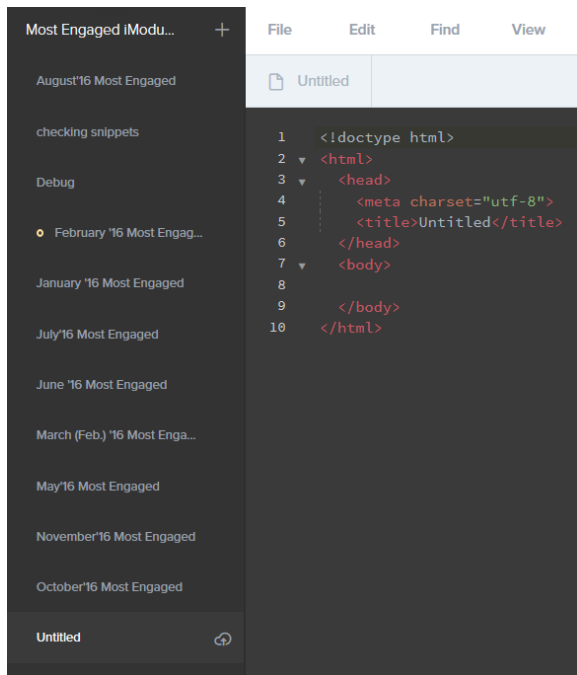 Most Engaged iModu...
August'16 Most Engaged
checking snippets
Debug
February '16 Most Engag...
January '16 Most Engaged
July'16 Most Engaged
June '16 Most Engaged
March (Feb.) '16 Most Enga...
May'16 Most Engaged
November'16 Most Engaged
October'16 Most Engaged
Untitled
File Edit Find View
Untitled
1 <!doctype html>
2 <html>
3 <head>
4 <meta charset="utf-8">
5 <title>Untitled</title>
6 </head>
7 <body>
8
9 </body>
10 </html>